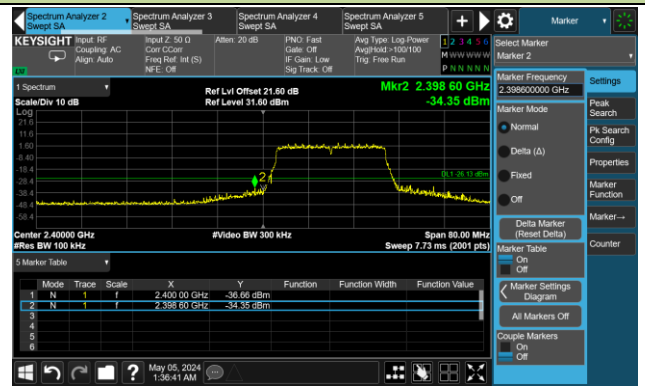 Spectrum Analyzer 2
Swept SA
Spectrum Analyzer 3
Swept SA
Spectrum Analyzer 4
Swept SA
Spectrum Analyzer 5
Swept SA
Marker
KEYSIGHT
Input: RF
Coupling: AC
Align: Auto
Input Z: 50 Ω
Corr CCorr
Freq Ref: Int (S)
NFE: Off
Atten: 20 dB
PNO: Fast
Gate: Off
IF Gain: Low
Sig Track: Off
Avg Type: Log-Power
Avg|Hold:>100/100
Trig: Free Run
1 2 3 4 5 6
M W W W W W
P N N N N N
LXI
Select Marker
Marker 2
1 Spectrum
Scale/Div 10 dB
Log
Ref Lvl Offset 21.60 dB
Ref Level 31.60 dBm
Mkr2 2.398 60 GHz
-34.35 dBm
21.6
11.6
1.60
-8.40
-18.4
-28.4
-38.4
-48.4
-58.4
2
DL1 -26.13 dBm
Center 2.40000 GHz
#Res BW 100 kHz
#Video BW 300 kHz
Span 80.00 MHz
Sweep 7.73 ms (2001 pts)
5 Marker Table
Mode Trace Scale X Y Function Function Width Function Value
1 N 1 f 2.400 00 GHz -36.66 dBm
2 N 1 f 2.398 60 GHz -34.35 dBm
3
4
5
6
Marker Frequency
2.398600000 GHz
Marker Mode
Normal
Delta (Δ)
Fixed
Off
Delta Marker
(Reset Delta)
Marker Table
On
Off
Marker Settings
Diagram
All Markers Off
Couple Markers
On
Off
Settings
Peak
Search
Pk Search
Config
Properties
Marker
Function
Marker→
Counter
?
May 05, 2024
1:36:41 AM